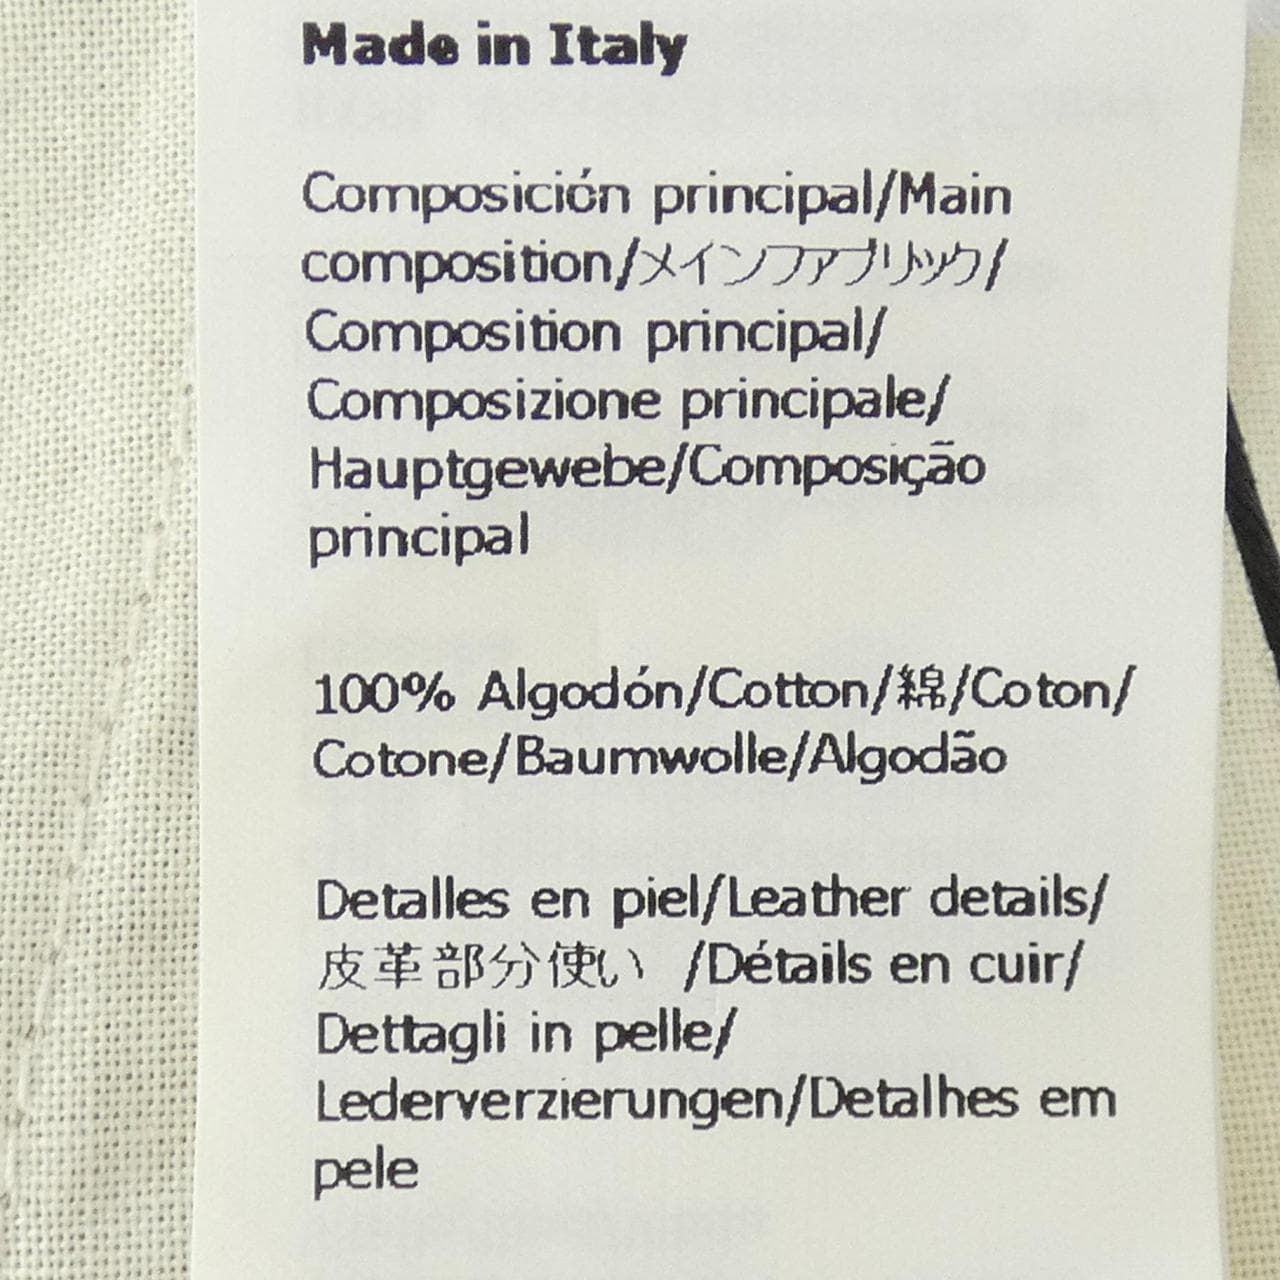 Made in Italy
Composición principal/Main
composition/メインファブリック/
Composition principal/
Composizione principale/
Hauptgewebe/Composição
principal
100% Algodón/Cotton/綿/Coton/
Cotone/Baumwolle/Algodão
Detalles en piel/Leather details/
皮革部分使い /Détails en cuir/
Dettagli in pelle/
Lederverzierungen/Detalhes em
pele